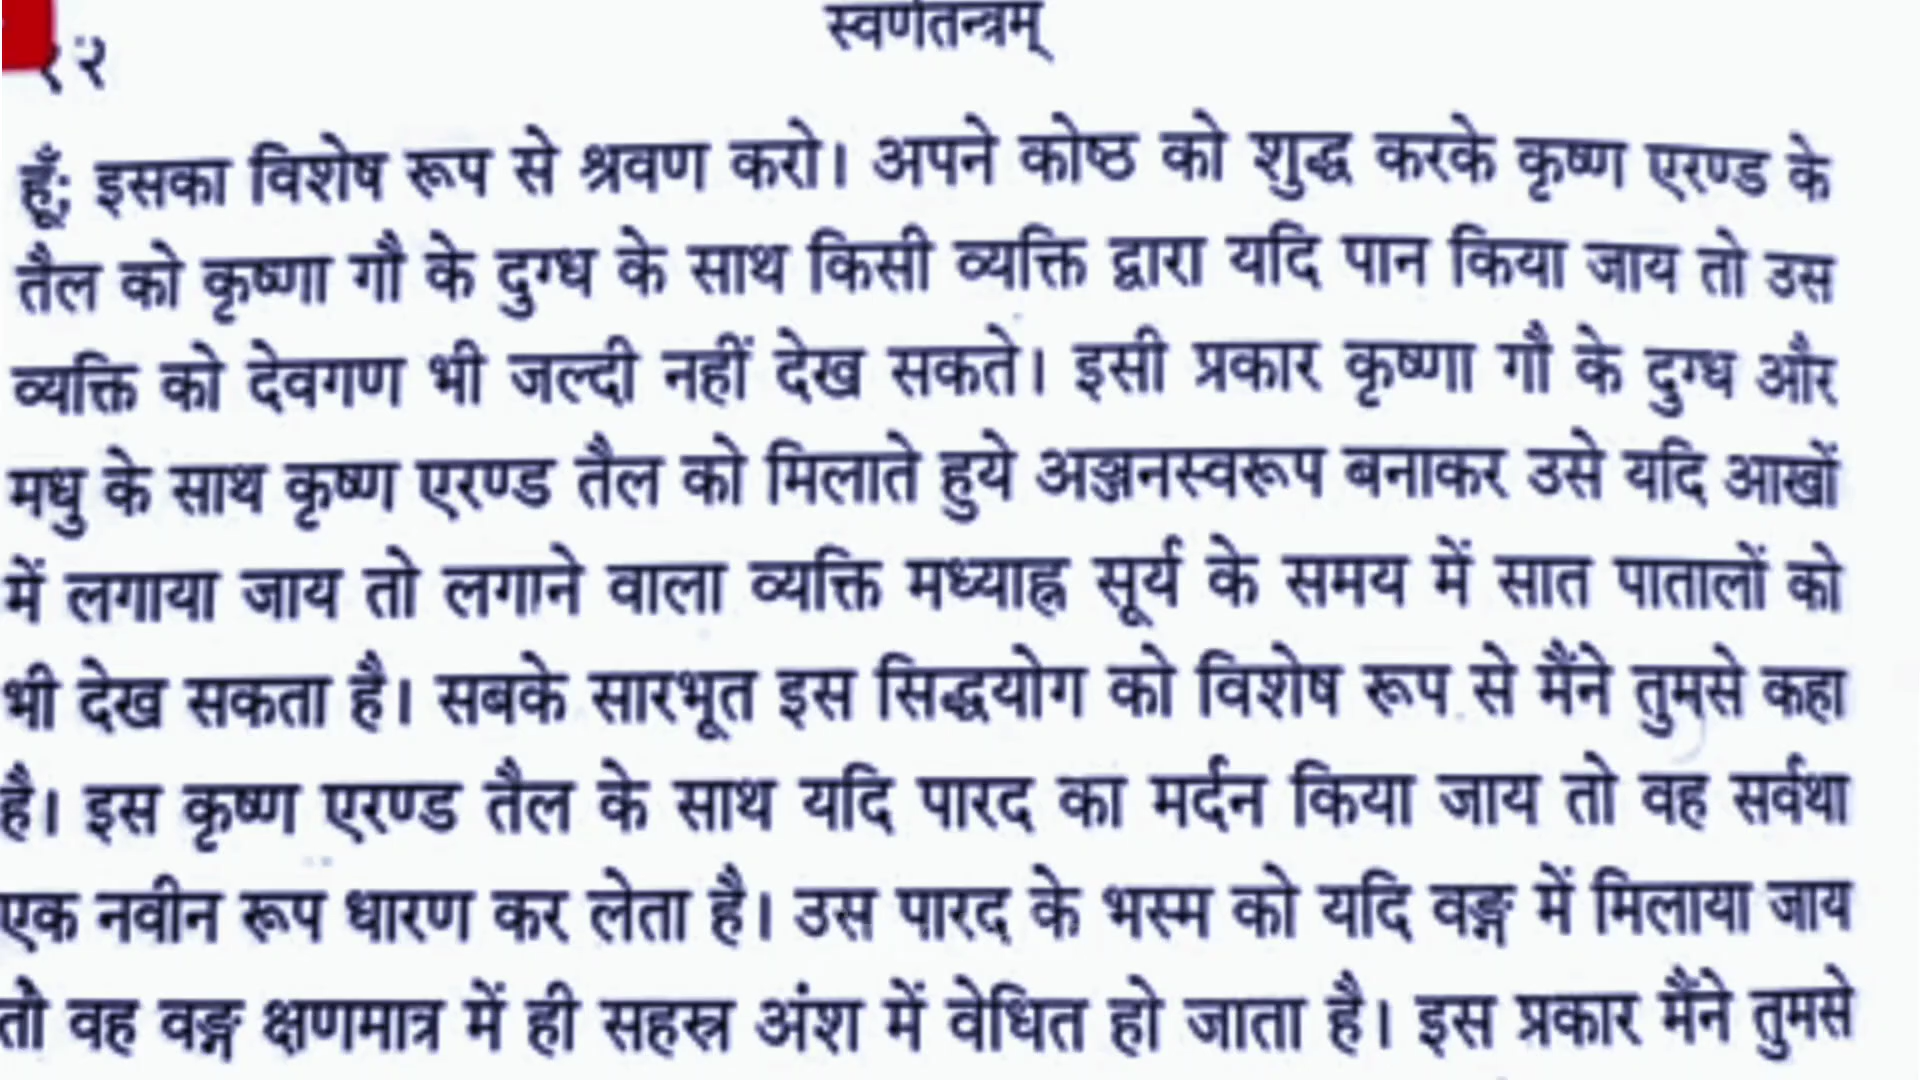 स्वर्णतन्त्रम्
१२
हूँ; इसका विशेष रूप से श्रवण करो। अपने कोष्ठ को शुद्ध करके कृष्ण एरण्ड के
तैल को कृष्णा गौ के दुग्ध के साथ किसी व्यक्ति द्वारा यदि पान किया जाय तो उस
व्यक्ति को देवगण भी जल्दी नहीं देख सकते। इसी प्रकार कृष्णा गौ के दुग्ध और
मधु के साथ कृष्ण एरण्ड तैल को मिलाते हुये अञ्जनस्वरूप बनाकर उसे यदि आखों
में लगाया जाय तो लगाने वाला व्यक्ति मध्याह्न सूर्य के समय में सात पातालों को
भी देख सकता है। सबके सारभूत इस सिद्धयोग को विशेष रूप से मैंने तुमसे कहा
है। इस कृष्ण एरण्ड तैल के साथ यदि पारद का मर्दन किया जाय तो वह सर्वथा
एक नवीन रूप धारण कर लेता है। उस पारद के भस्म को यदि वङ्ग में मिलाया जाय
तो वह वङ्ग क्षणमात्र में ही सहस्र अंश में वेधित हो जाता है। इस प्रकार मैंने तुमसे